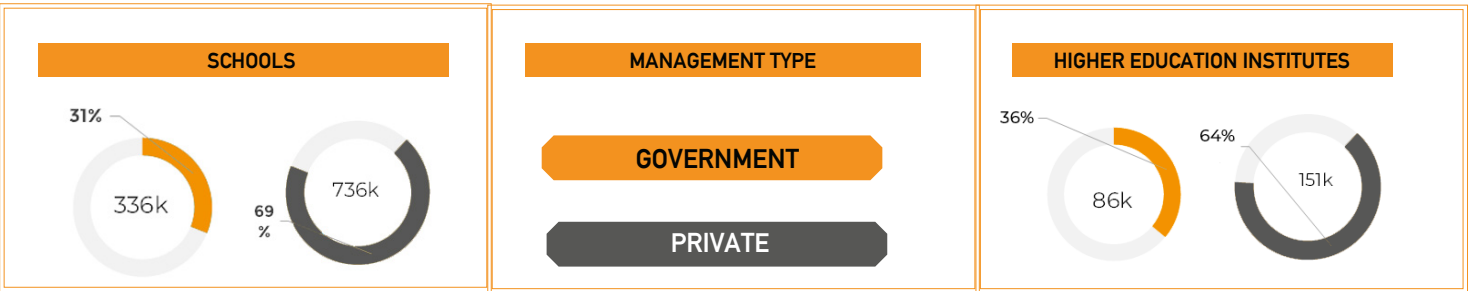 SCHOOLS
31%
336k
736k
69
%
MANAGEMENT TYPE
GOVERNMENT
PRIVATE
HIGHER EDUCATION INSTITUTES
36%
86k
64%
151k